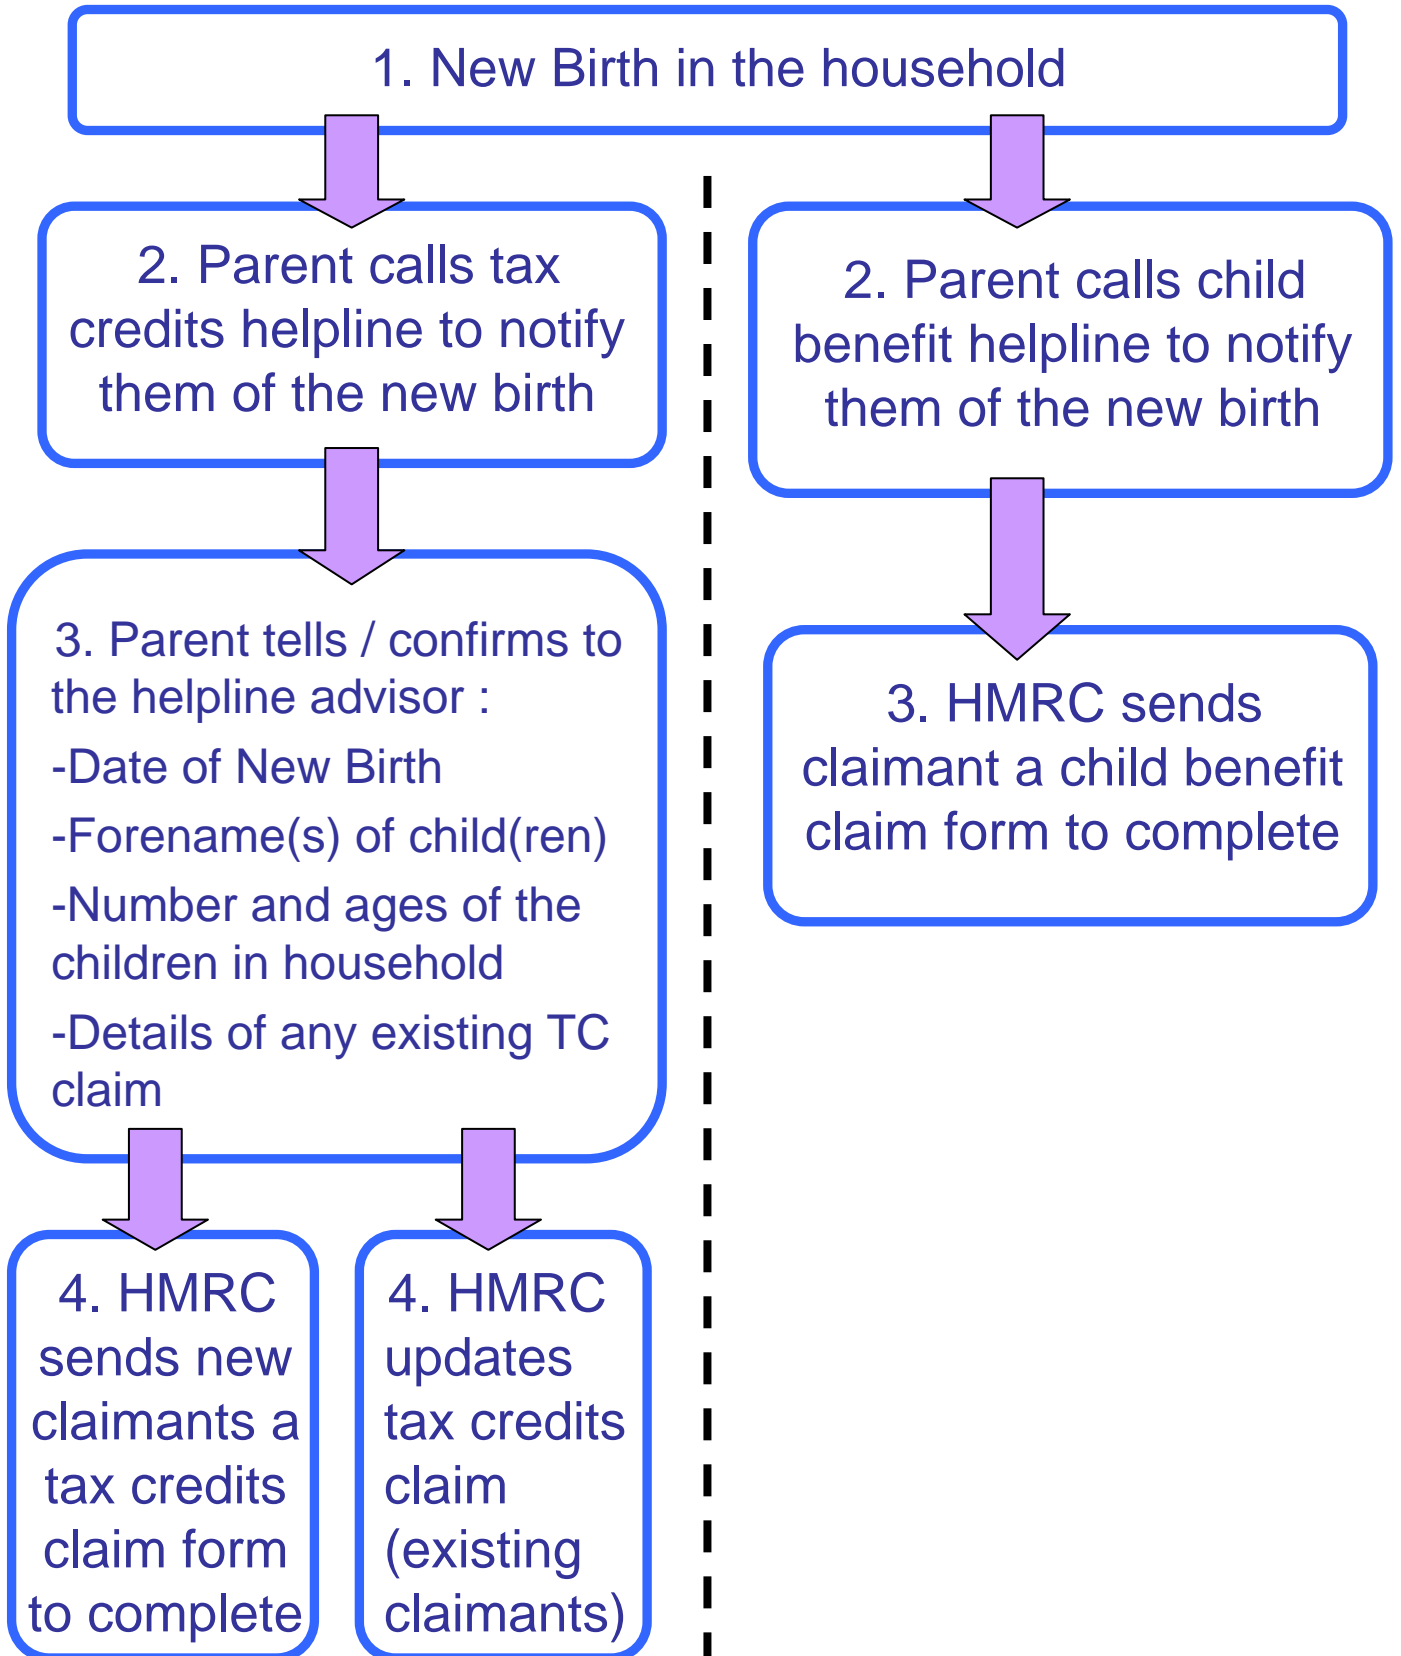 1. New Birth in the household
2. Parent calls tax
credits helpline to notify
them of the new birth
2. Parent calls child
benefit helpline to notify
them of the new birth
3. Parent tells / confirms to
the helpline advisor :
-Date of New Birth
-Forename(s) of child(ren)
-Number and ages of the
children in household
-Details of any existing TC
claim
3. HMRC sends
claimant a child benefit
claim form to complete
4. HMRC
sends new
claimants a
tax credits
claim form
to complete
4. HMRC
updates
tax credits
claim
(existing
claimants)